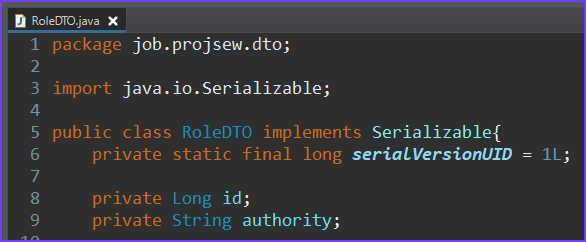 RoleDTO.java
1 package job.projsew.dto;
2
3 import java.io.Serializable;
4
5 public class RoleDTO implements Serializable{
6 private static final long serialVersionUID = 1L;
7
8 private Long id;
9 private String authority;
10